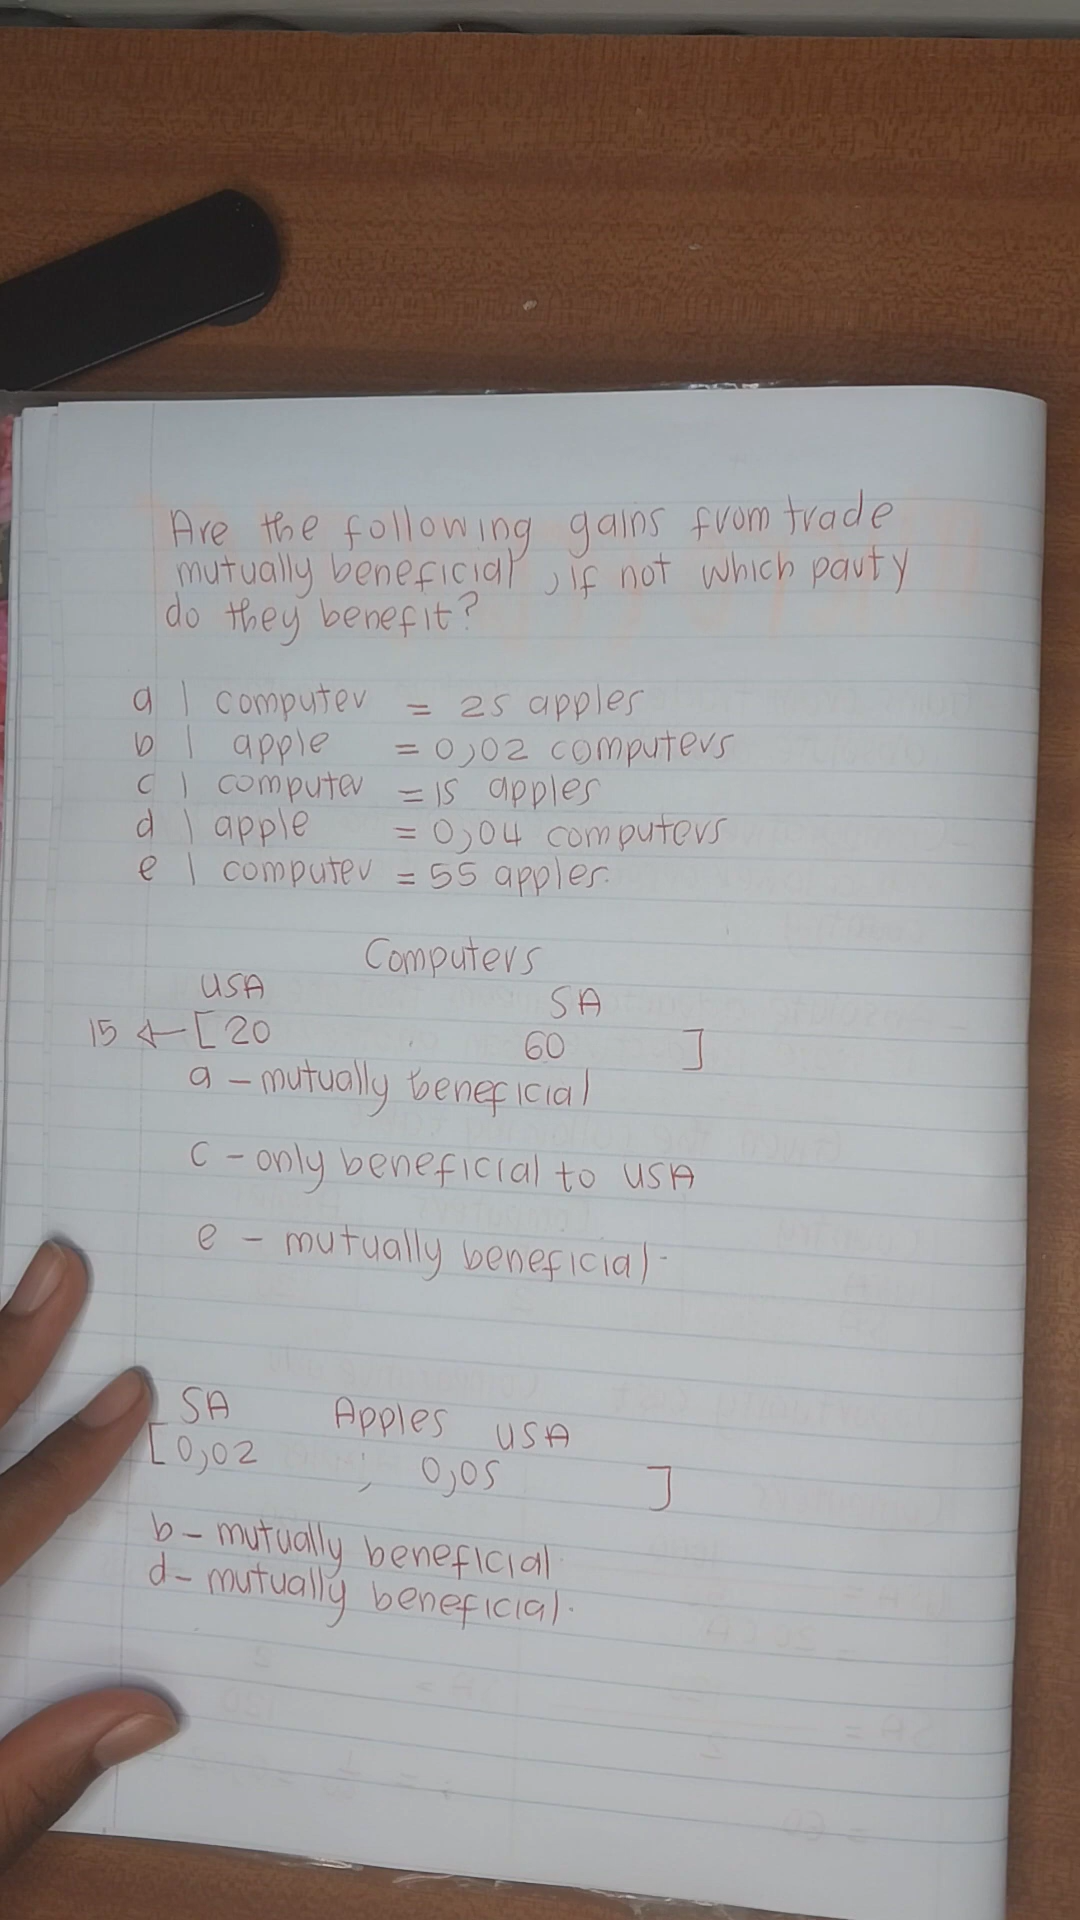 Are the following gains from trade
mutually beneficial, if not which party
do they benefit?
a 1 computer = 25 apples
b 1 apple = 0,02 computers
c 1 computer = 15 apples
d 1 apple = 0,04 computers
e 1 computer = 55 apples.
Computers
USA SA
15 ← [20 60 ]
a - mutually beneficial
c - only beneficial to USA
e - mutually beneficial.
SA Apples USA
[0,02 ; 0,05 ]
b - mutually beneficial.
d - mutually beneficial.